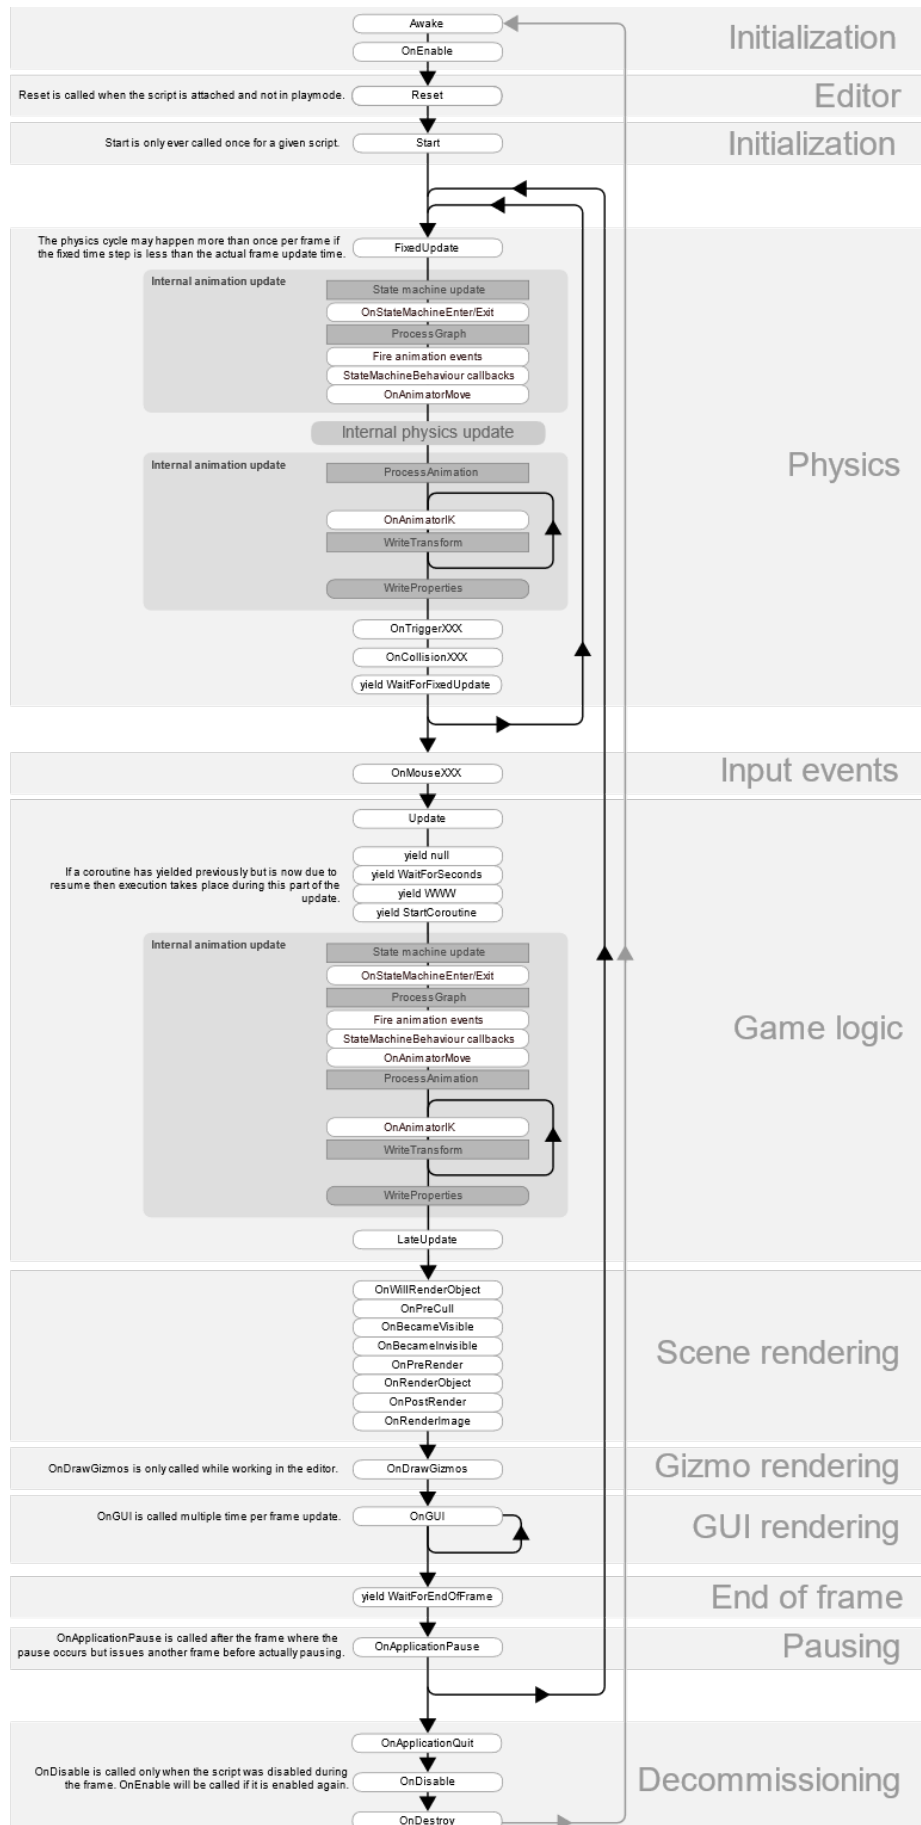 Awake
Initialization
OnEnable
Reset is called when the script is attached and not in playmode.
Reset
Editor
Start is only ever called once for a given script.
Start
Initialization
The physics cycle may happen more than once per frame if
the fixed time step is less than the actual frame update time.
FixedUpdate
Internal animation update
State machine update
OnStateMachineEnter/Exit
ProcessGraph
Fire animation events
StateMachineBehaviour callbacks
OnAnimatorMove
Internal physics update
Physics
Internal animation update
ProcessAnimation
OnAnimatorIK
WriteTransform
WriteProperties
OnTriggerXXX
OnCollisionXXX
yield WaitForFixedUpdate
OnMouseXXX
Input events
Update
yield null
If a coroutine has yielded previously but is now due to
resume then execution takes place during this part of the
update.
yield WaitForSeconds
yield WWW
yield StartCoroutine
Internal animation update
State machine update
OnStateMachineEnter/Exit
ProcessGraph
Fire animation events
StateMachineBehaviour callbacks
OnAnimatorMove
ProcessAnimation
Game logic
OnAnimatorIK
WriteTransform
WriteProperties
LateUpdate
OnWillRenderObject
OnPreCull
OnBecameVisible
OnBecameInvisible
OnPreRender
OnRenderObject
OnPostRender
OnRenderImage
Scene rendering
OnDrawGizmos is only called while working in the editor.
OnDrawGizmos
Gizmo rendering
OnGUI is called multiple time per frame update.
OnGUI
GUI rendering
yield WaitForEndOfFrame
End of frame
OnApplicationPause is called after the frame where the
pause occurs but issues another frame before actually pausing.
OnApplicationPause
Pausing
OnApplicationQuit
OnDisable is called only when the script was disabled during
the frame. OnEnable will be called if it is enabled again.
OnDisable
Decommissioning
OnDestroy